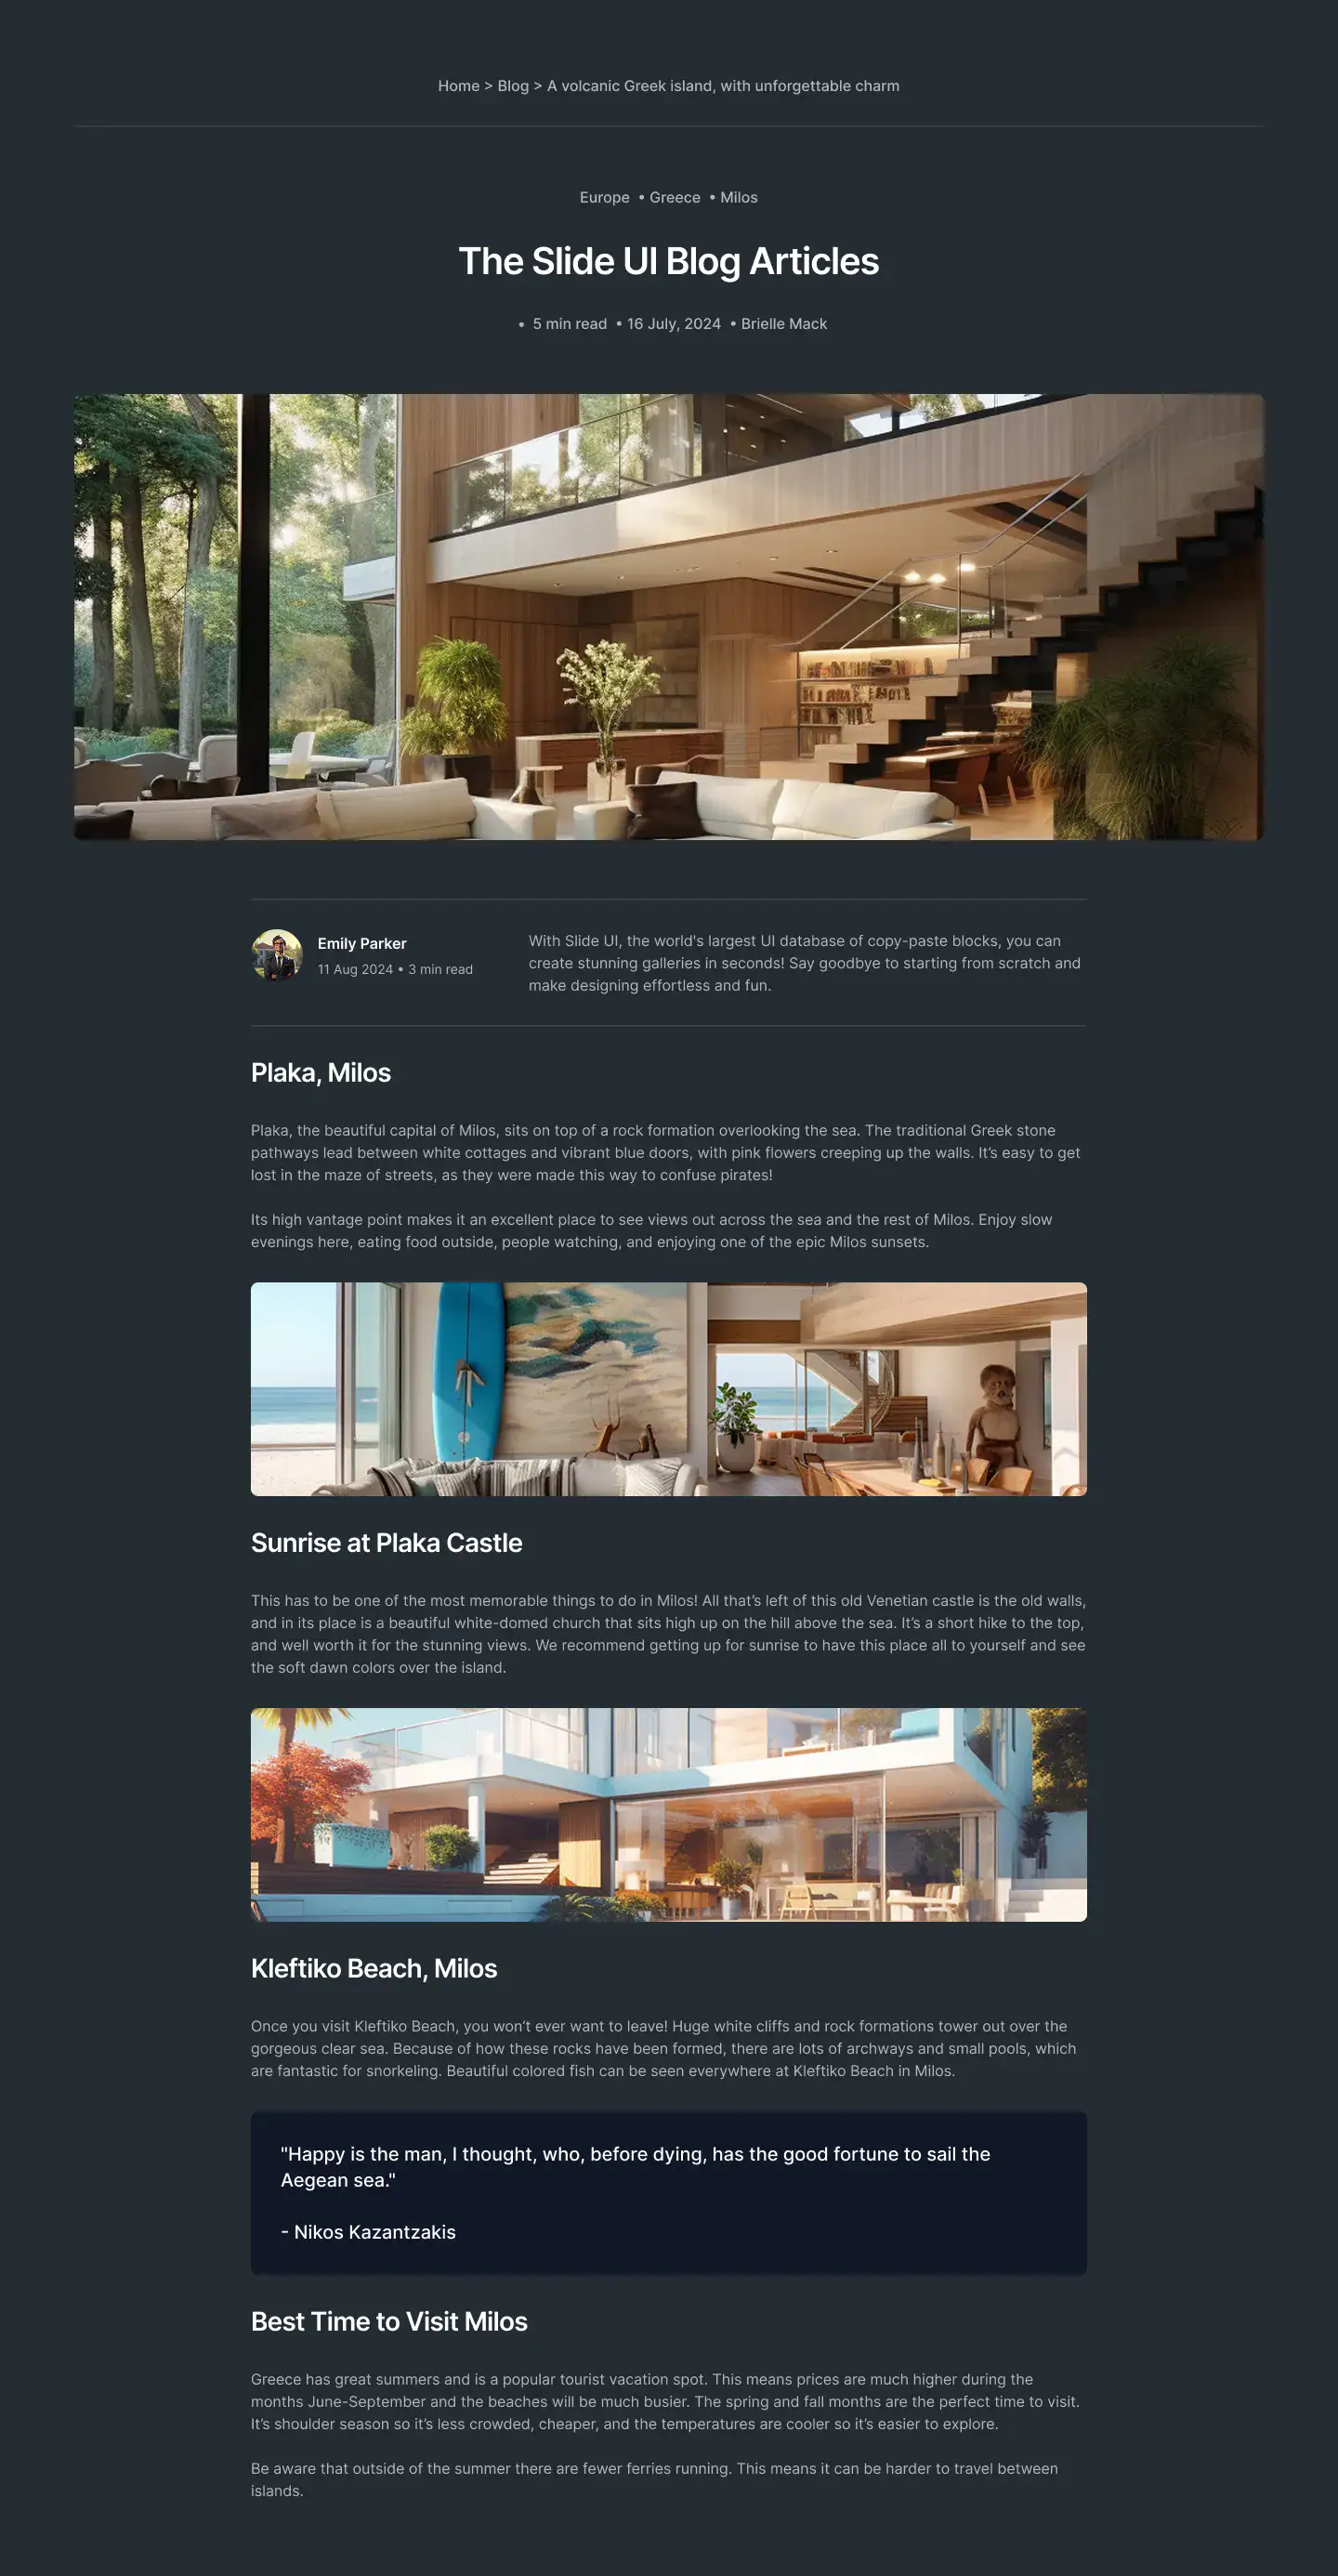 Home > Blog > A volcanic Greek island, with unforgettable charm
Europe • Greece • Milos
The Slide UI Blog Articles
• 5 min read • 16 July, 2024 • Brielle Mack
Emily Parker
11 Aug 2024 • 3 min read
With Slide UI, the world's largest UI database of copy-paste blocks, you can
create stunning galleries in seconds! Say goodbye to starting from scratch and
make designing effortless and fun.
Plaka, Milos
Plaka, the beautiful capital of Milos, sits on top of a rock formation overlooking the sea. The traditional Greek stone
pathways lead between white cottages and vibrant blue doors, with pink flowers creeping up the walls. It’s easy to get
lost in the maze of streets, as they were made this way to confuse pirates!
Its high vantage point makes it an excellent place to see views out across the sea and the rest of Milos. Enjoy slow
evenings here, eating food outside, people watching, and enjoying one of the epic Milos sunsets.
Sunrise at Plaka Castle
This has to be one of the most memorable things to do in Milos! All that’s left of this old Venetian castle is the old walls,
and in its place is a beautiful white-domed church that sits high up on the hill above the sea. It’s a short hike to the top,
and well worth it for the stunning views. We recommend getting up for sunrise to have this place all to yourself and see
the soft dawn colors over the island.
Kleftiko Beach, Milos
Once you visit Kleftiko Beach, you won’t ever want to leave! Huge white cliffs and rock formations tower out over the
gorgeous clear sea. Because of how these rocks have been formed, there are lots of archways and small pools, which
are fantastic for snorkeling. Beautiful colored fish can be seen everywhere at Kleftiko Beach in Milos.
"Happy is the man, I thought, who, before dying, has the good fortune to sail the
Aegean sea."
- Nikos Kazantzakis
Best Time to Visit Milos
Greece has great summers and is a popular tourist vacation spot. This means prices are much higher during the
months June-September and the beaches will be much busier. The spring and fall months are the perfect time to visit.
It’s shoulder season so it’s less crowded, cheaper, and the temperatures are cooler so it’s easier to explore.
Be aware that outside of the summer there are fewer ferries running. This means it can be harder to travel between
islands.